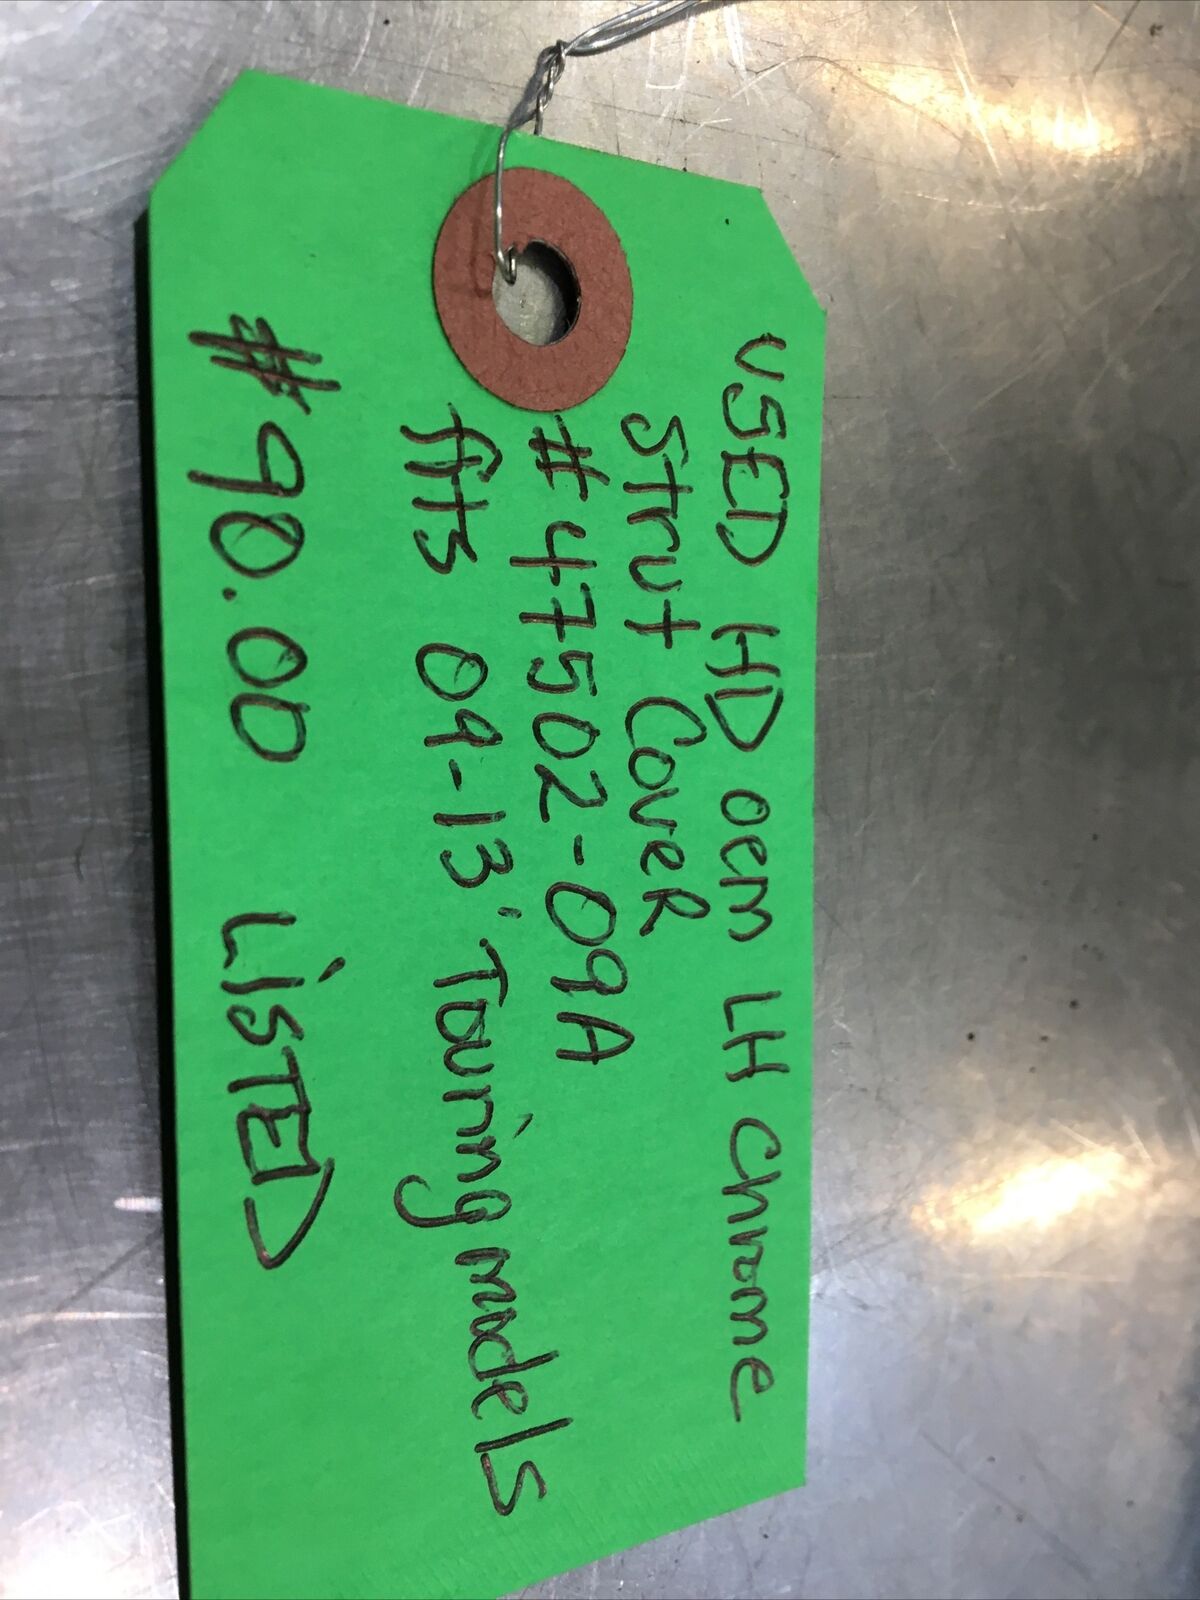 USED HD oem LH Chrome
Strut CoveR
#47502-09A
fits 09-13' Touring models
#90.00 LiSTED